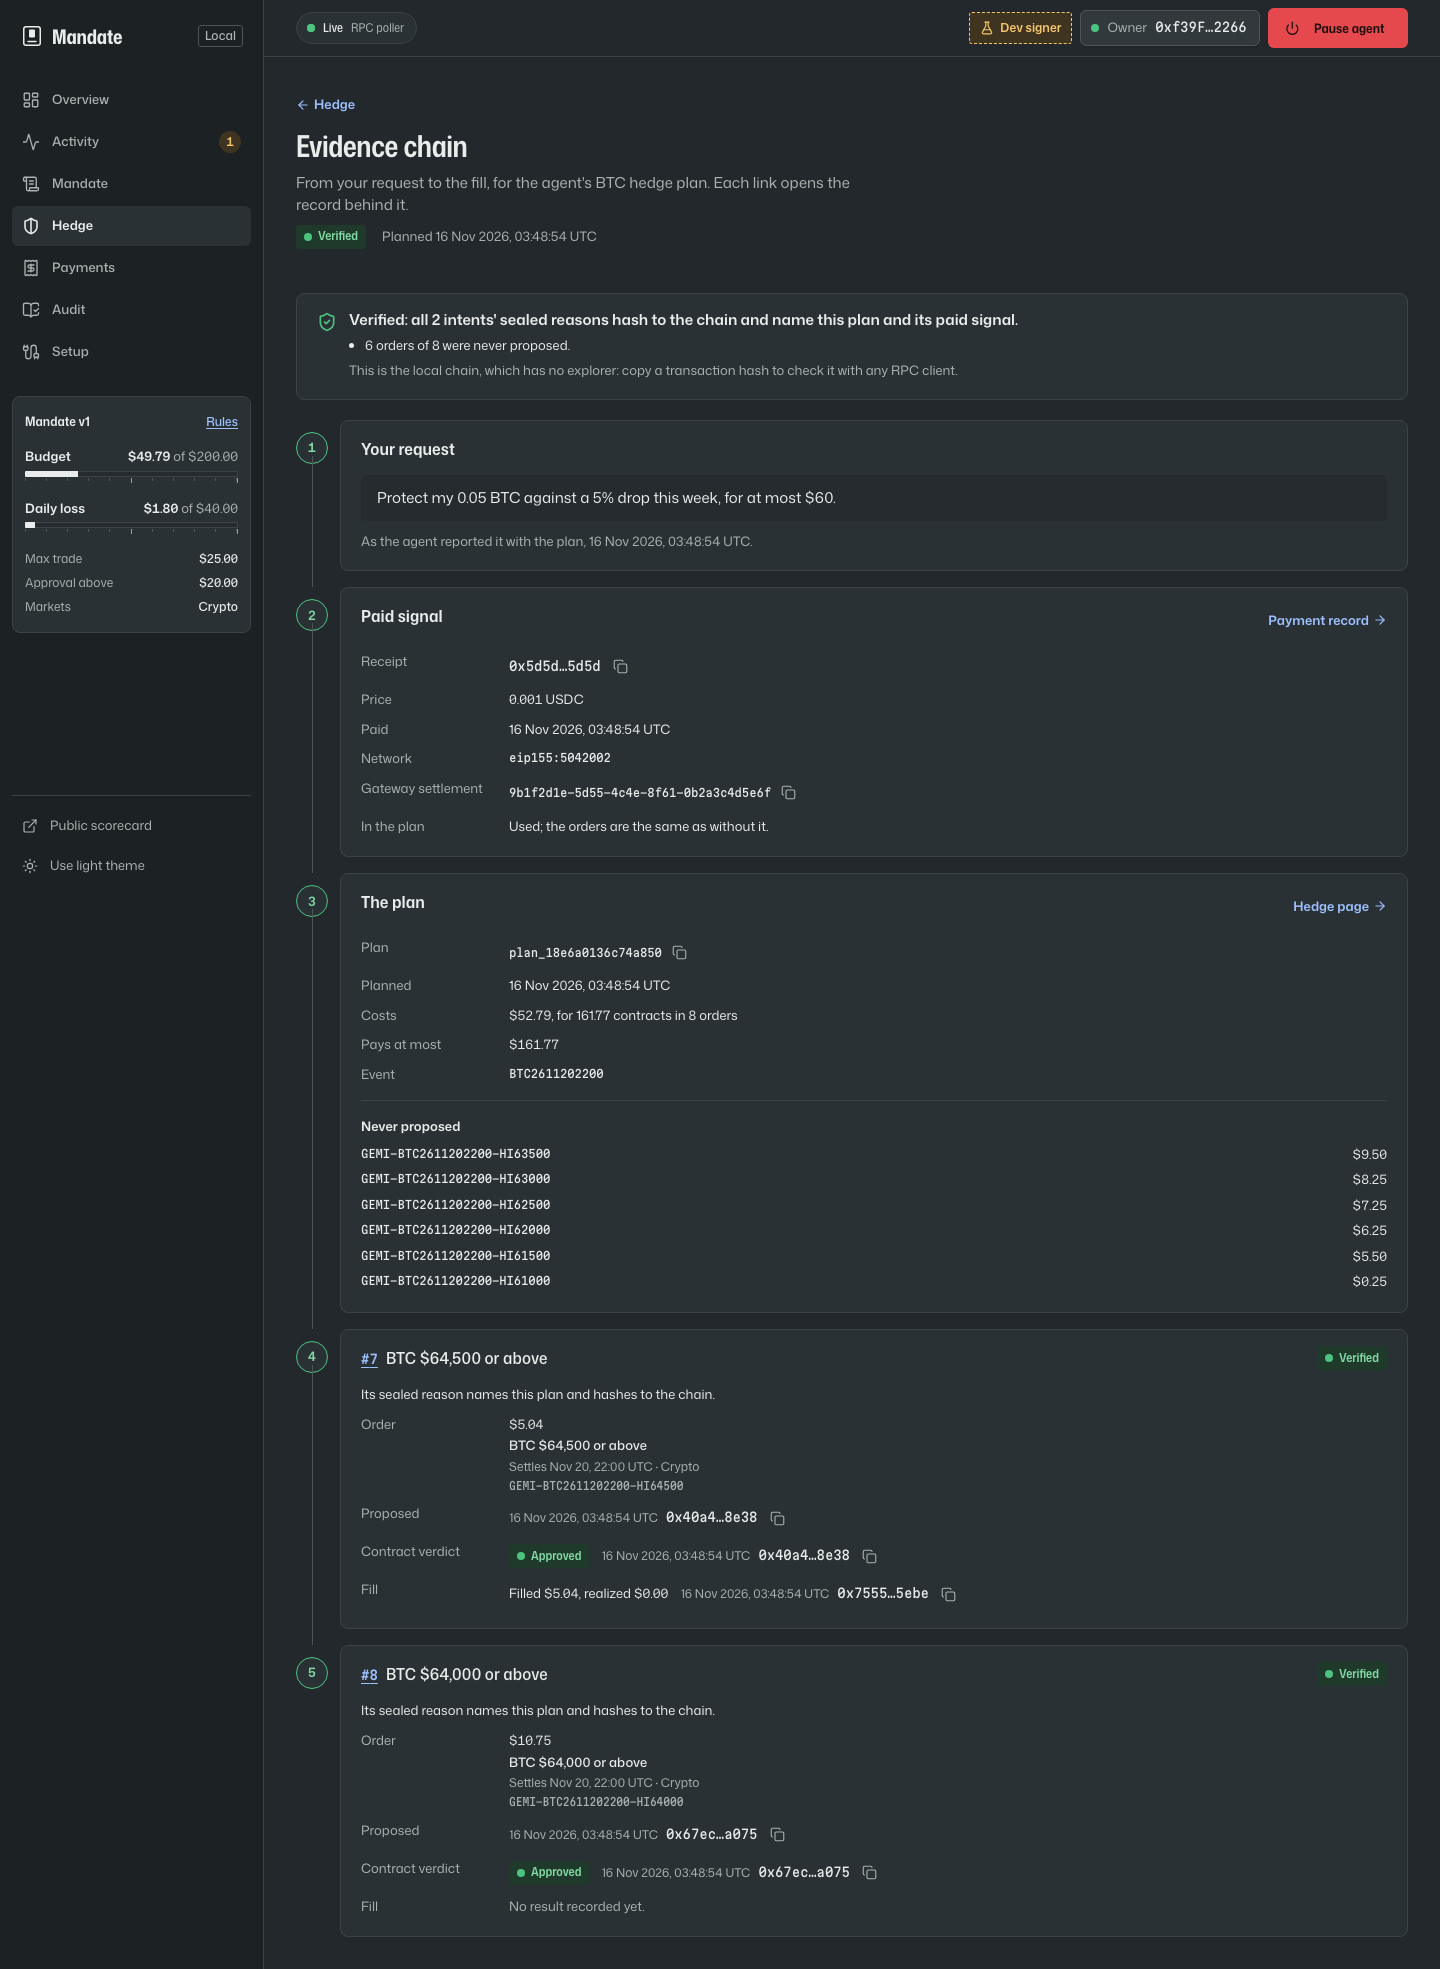 Mandate
Local
Overview
Activity
1
Mandate
Hedge
Payments
Audit
Setup
Mandate v1
Rules
Budget
$49.79 of $200.00
Daily loss
$1.80 of $40.00
Max trade
$25.00
Approval above
$20.00
Markets
Crypto
Public scorecard
Use light theme
Live RPC poller
Dev signer
Owner 0xf39F…2266
Pause agent
Hedge
Evidence chain
From your request to the fill, for the agent's BTC hedge plan. Each link opens the
record behind it.
Verified
Planned 16 Nov 2026, 03:48:54 UTC
Verified: all 2 intents' sealed reasons hash to the chain and name this plan and its paid signal.
6 orders of 8 were never proposed.
This is the local chain, which has no explorer: copy a transaction hash to check it with any RPC client.
1
Your request
Protect my 0.05 BTC against a 5% drop this week, for at most $60.
As the agent reported it with the plan, 16 Nov 2026, 03:48:54 UTC.
2
Paid signal
Payment record
Receipt
0x5d5d…5d5d
Price
0.001 USDC
Paid
16 Nov 2026, 03:48:54 UTC
Network
eip155:5042002
Gateway settlement
9b1f2d1e-5d55-4c4e-8f61-0b2a3c4d5e6f
In the plan
Used; the orders are the same as without it.
3
The plan
Hedge page
Plan
plan_18e6a0136c74a850
Planned
16 Nov 2026, 03:48:54 UTC
Costs
$52.79, for 161.77 contracts in 8 orders
Pays at most
$161.77
Event
BTC2611202200
Never proposed
GEMI-BTC2611202200-HI63500
$9.50
GEMI-BTC2611202200-HI63000
$8.25
GEMI-BTC2611202200-HI62500
$7.25
GEMI-BTC2611202200-HI62000
$6.25
GEMI-BTC2611202200-HI61500
$5.50
GEMI-BTC2611202200-HI61000
$0.25
4
#7 BTC $64,500 or above
Verified
Its sealed reason names this plan and hashes to the chain.
Order
$5.04
BTC $64,500 or above
Settles Nov 20, 22:00 UTC · Crypto
GEMI-BTC2611202200-HI64500
Proposed
16 Nov 2026, 03:48:54 UTC 0x40a4…8e38
Contract verdict
Approved 16 Nov 2026, 03:48:54 UTC 0x40a4…8e38
Fill
Filled $5.04, realized $0.00 16 Nov 2026, 03:48:54 UTC 0x7555…5ebe
5
#8 BTC $64,000 or above
Verified
Its sealed reason names this plan and hashes to the chain.
Order
$10.75
BTC $64,000 or above
Settles Nov 20, 22:00 UTC · Crypto
GEMI-BTC2611202200-HI64000
Proposed
16 Nov 2026, 03:48:54 UTC 0x67ec…a075
Contract verdict
Approved 16 Nov 2026, 03:48:54 UTC 0x67ec…a075
Fill
No result recorded yet.